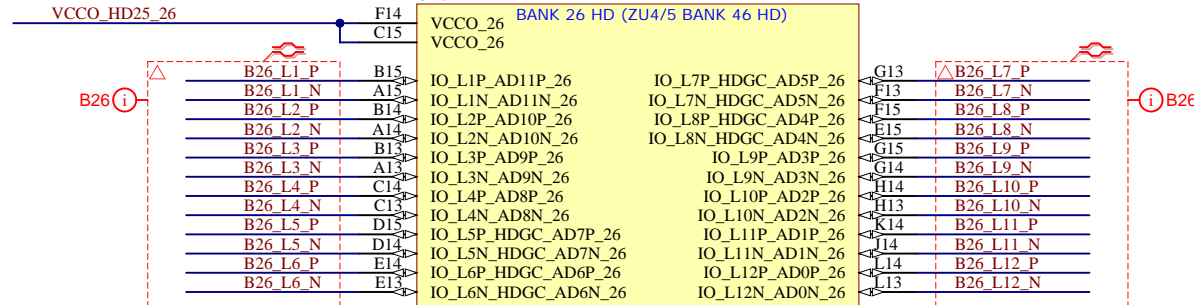 VCCO_HD25_26
F14
C15
BANK 26 HD (ZU4/5 BANK 46 HD)
VCCO_26
VCCO_26
B26 i
i B26
B26_L1_P B15 IO_L1P_AD11P_26 IO_L7P_HDGC_AD5P_26 G13 B26_L7_P
B26_L1_N A15 IO_L1N_AD11N_26 IO_L7N_HDGC_AD5N_26 F13 B26_L7_N
B26_L2_P B14 IO_L2P_AD10P_26 IO_L8P_HDGC_AD4P_26 F15 B26_L8_P
B26_L2_N A14 IO_L2N_AD10N_26 IO_L8N_HDGC_AD4N_26 E15 B26_L8_N
B26_L3_P B13 IO_L3P_AD9P_26 IO_L9P_AD3P_26 G15 B26_L9_P
B26_L3_N A13 IO_L3N_AD9N_26 IO_L9N_AD3N_26 G14 B26_L9_N
B26_L4_P C14 IO_L4P_AD8P_26 IO_L10P_AD2P_26 H14 B26_L10_P
B26_L4_N C13 IO_L4N_AD8N_26 IO_L10N_AD2N_26 H13 B26_L10_N
B26_L5_P D15 IO_L5P_HDGC_AD7P_26 IO_L11P_AD1P_26 K14 B26_L11_P
B26_L5_N D14 IO_L5N_HDGC_AD7N_26 IO_L11N_AD1N_26 J14 B26_L11_N
B26_L6_P E14 IO_L6P_HDGC_AD6P_26 IO_L12P_AD0P_26 L14 B26_L12_P
B26_L6_N E13 IO_L6N_HDGC_AD6N_26 IO_L12N_AD0N_26 L13 B26_L12_N